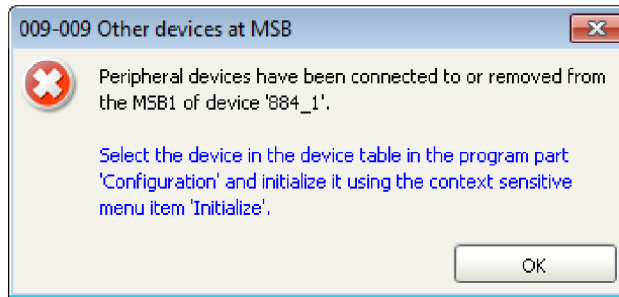 009-009 Other devices at MSB
Peripheral devices have been connected to or removed from
the MSB1 of device '884_1'.
Select the device in the device table in the program part
'Configuration' and initialize it using the context sensitive
menu item 'Initialize'.
OK